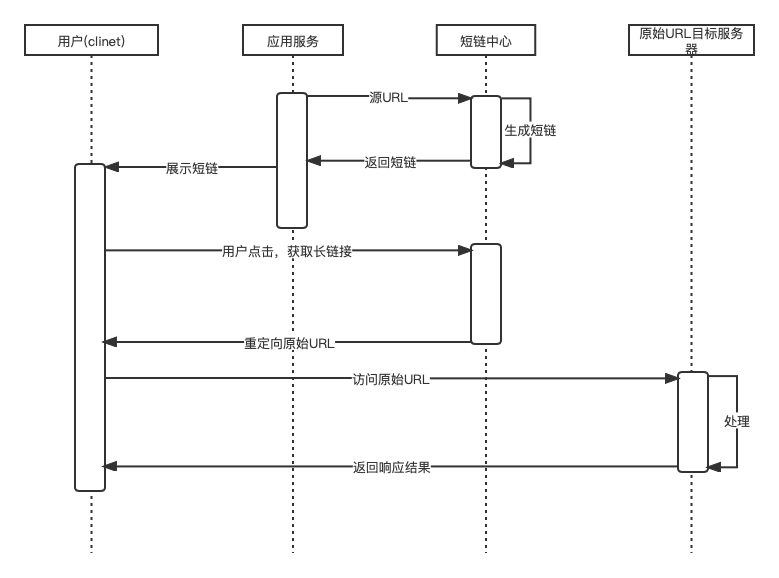 用户(clinet)
应用服务
短链中心
原始URL目标服务
器
源URL
生成短链
返回短链
展示短链
用户点击，获取长链接
重定向原始URL
访问原始URL
处理
返回响应结果